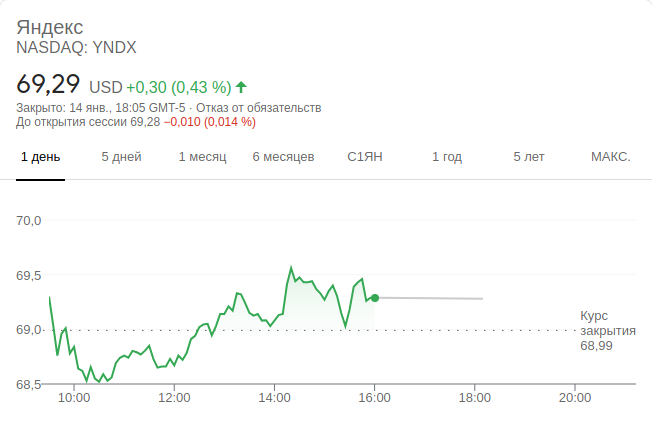 Яндекс
NASDAQ: YNDX
69,29 USD +0,30 (0,43 %)
Закрыто: 14 янв., 18:05 GMT-5 · Отказ от обязательств
До открытия сессии 69,28 −0,010 (0,014 %)
1 день 5 дней 1 месяц 6 месяцев С1ЯН 1 год 5 лет МАКС.
70,0
69,5
69,0
68,5
Курс
закрытия
68,99
10:00 12:00 14:00 16:00 18:00 20:00